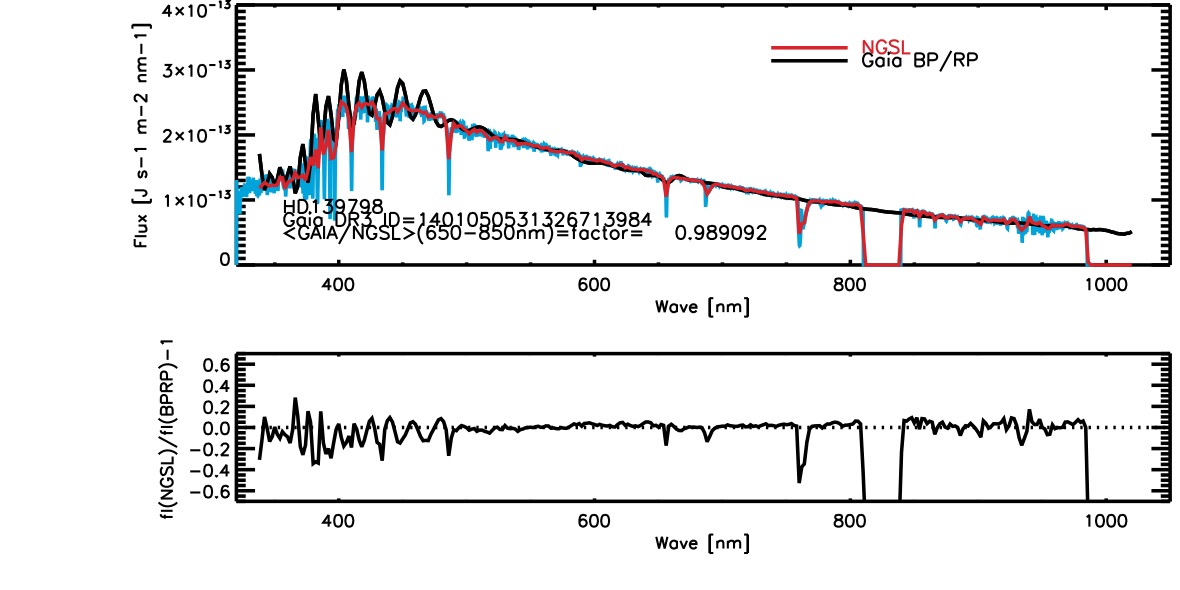 4×10−13
3×10−13
2×10−13
1×10−13
0
Flux [J s−1 m−2 nm−1]
NGSL
Gaia BP/RP
HD139798
Gaia DR3 ID=1401050531326713984
<GAIA/NGSL>(650−850nm)=factor= 0.989092
400 600 800 1000
Wave [nm]
0.6
0.4
0.2
0.0
−0.2
−0.4
−0.6
fl(NGSL)/fl(BPRP)−1
400 600 800 1000
Wave [nm]